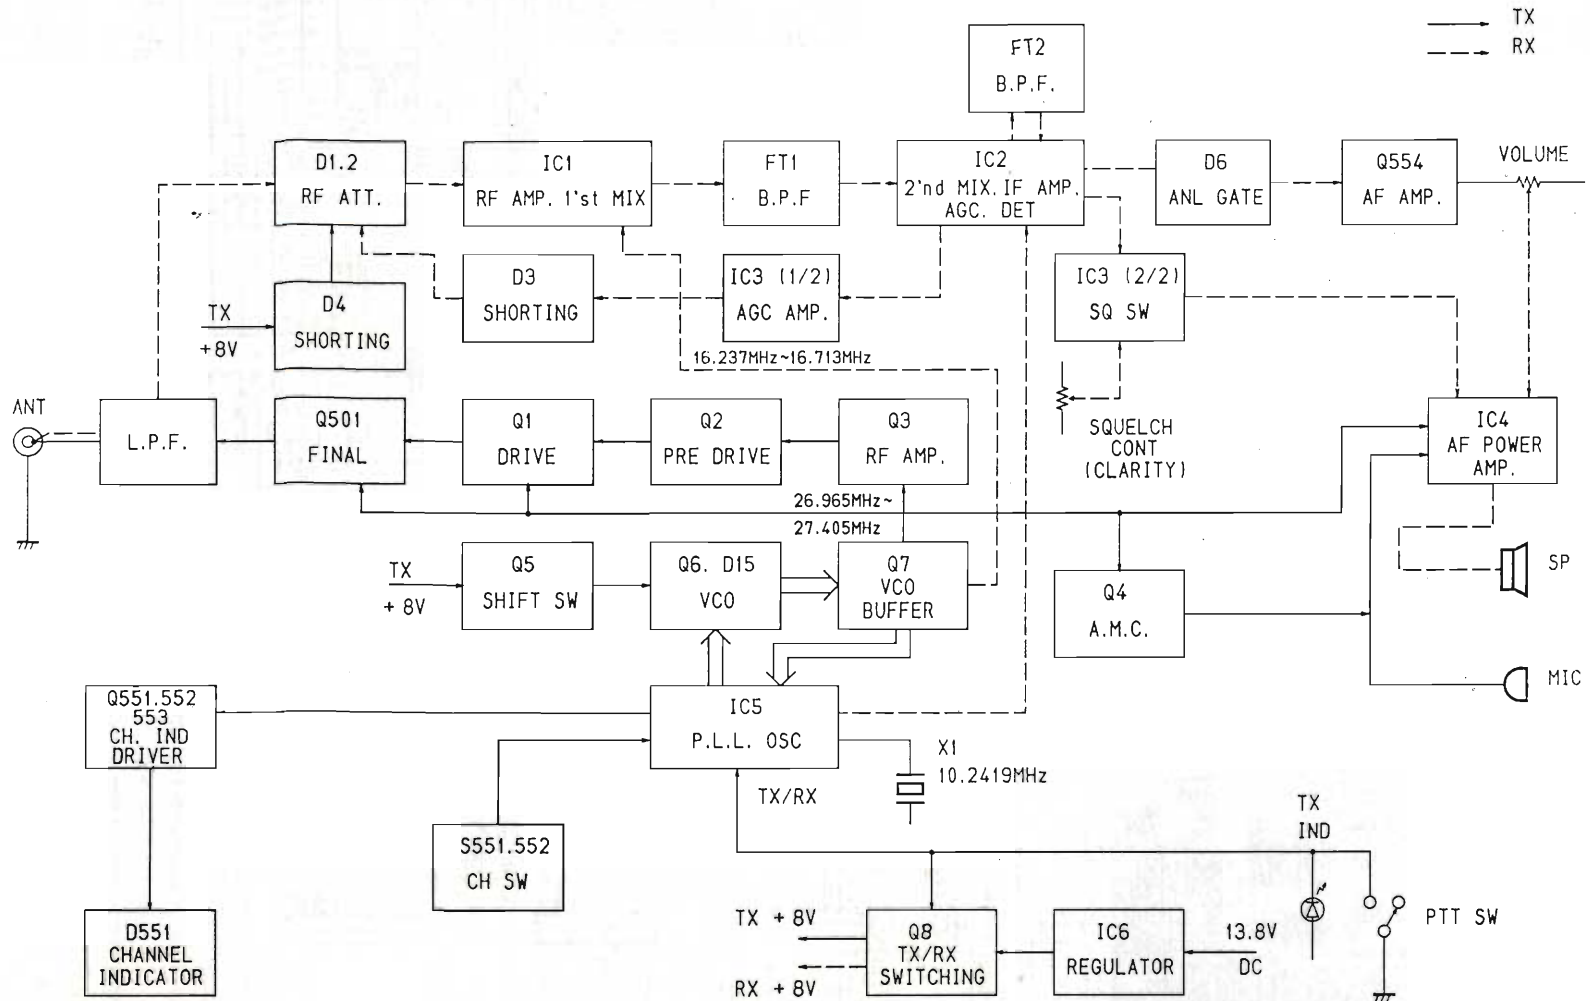 TX
RX
FT2
B.P.F.
D1.2
RF ATT.
IC1
RF AMP. 1'st MIX
FT1
B.P.F
IC2
2'nd MIX. IF AMP.
AGC. DET
D6
ANL GATE
Q554
AF AMP.
VOLUME
D4
SHORTING
TX
+8V
D3
SHORTING
IC3 (1/2)
AGC AMP.
IC3 (2/2)
SQ SW
16.237MHz~16.713MHz
ANT
L.P.F.
Q501
FINAL
Q1
DRIVE
Q2
PRE DRIVE
Q3
RF AMP.
SQUELCH
CONT
(CLARITY)
IC4
AF POWER
AMP.
26.965MHz~
27.405MHz
TX
+ 8V
Q5
SHIFT SW
Q6. D15
VCO
Q7
VCO
BUFFER
Q4
A.M.C.
SP
MIC
Q551.552
553
CH. IND
DRIVER
IC5
P.L.L. OSC
X1
10.2419MHz
TX/RX
S551.552
CH SW
TX
IND
D551
CHANNEL
INDICATOR
TX + 8V
RX + 8V
Q8
TX/RX
SWITCHING
IC6
REGULATOR
13.8V
DC
PTT SW